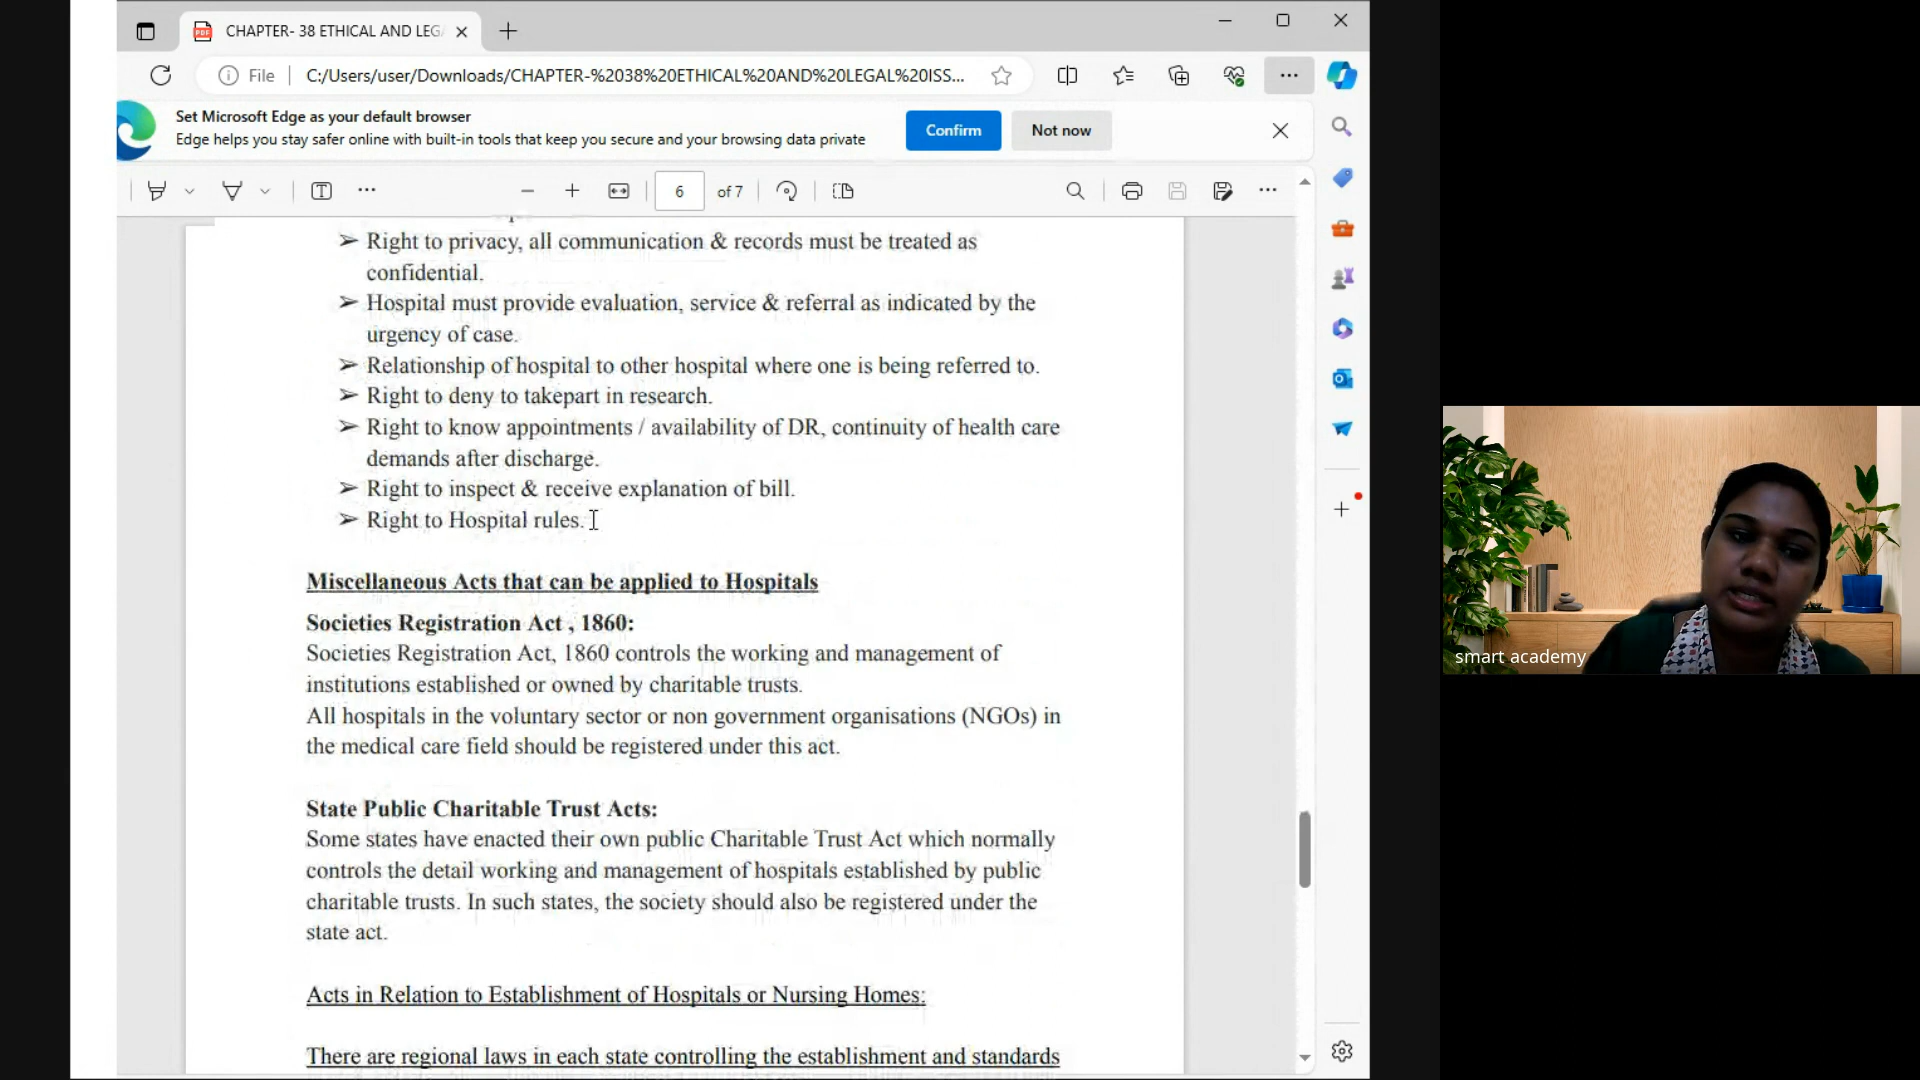 CHAPTER- 38 ETHICAL AND LEG
File
C:/Users/user/Downloads/CHAPTER-%2038%20ETHICAL%20AND%20LEGAL%20ISS...
Set Microsoft Edge as your default browser
Edge helps you stay safer online with built-in tools that keep you secure and your browsing data private
Confirm
Not now
6 of 7
➢ Right to privacy, all communication & records must be treated as
confidential.
➢ Hospital must provide evaluation, service & referral as indicated by the
urgency of case.
➢ Relationship of hospital to other hospital where one is being referred to.
➢ Right to deny to takepart in research.
➢ Right to know appointments / availability of DR, continuity of health care
demands after discharge.
➢ Right to inspect & receive explanation of bill.
➢ Right to Hospital rules.
Miscellaneous Acts that can be applied to Hospitals
Societies Registration Act , 1860:
Societies Registration Act, 1860 controls the working and management of
institutions established or owned by charitable trusts.
All hospitals in the voluntary sector or non government organisations (NGOs) in
the medical care field should be registered under this act.
State Public Charitable Trust Acts:
Some states have enacted their own public Charitable Trust Act which normally
controls the detail working and management of hospitals established by public
charitable trusts. In such states, the society should also be registered under the
state act.
Acts in Relation to Establishment of Hospitals or Nursing Homes:
There are regional laws in each state controlling the establishment and standards
smart academy